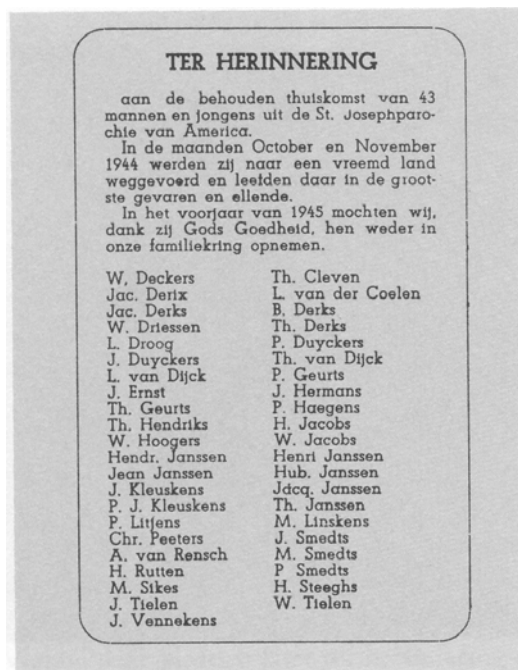 TER HERINNERING
aan de behouden thuiskomst van 43
mannen en jongens uit de St. Josephparo-
chie van America.
In de maanden October en November
1944 werden zij naar een vreemd land
weggevoerd en leefden daar in de groot-
ste gevaren en ellende.
In het voorjaar van 1945 mochten wij,
dank zij Gods Goedheid, hen weder in
onze familiekring opnemen.
W. Deckers
Jac. Derix
Jac. Derks
W. Driessen
L. Droog
J. Duyckers
L. van Dijck
J. Ernst
Th. Geurts
Th. Hendriks
W. Hoogers
Hendr. Janssen
Jean Janssen
J. Kleuskens
P. J. Kleuskens
P. Litjens
Chr. Peeters
A. van Rensch
H. Rutten
M. Sikes
J. Tielen
J. Vennekens
Th. Cleven
L. van der Coelen
B. Derks
Th. Derks
P. Duyckers
Th. van Dijck
P. Geurts
J. Hermans
P. Haegens
H. Jacobs
W. Jacobs
Henri Janssen
Hub. Janssen
Jacq. Janssen
Th. Janssen
M. Linskens
J. Smedts
M. Smedts
P Smedts
H. Steeghs
W. Tielen